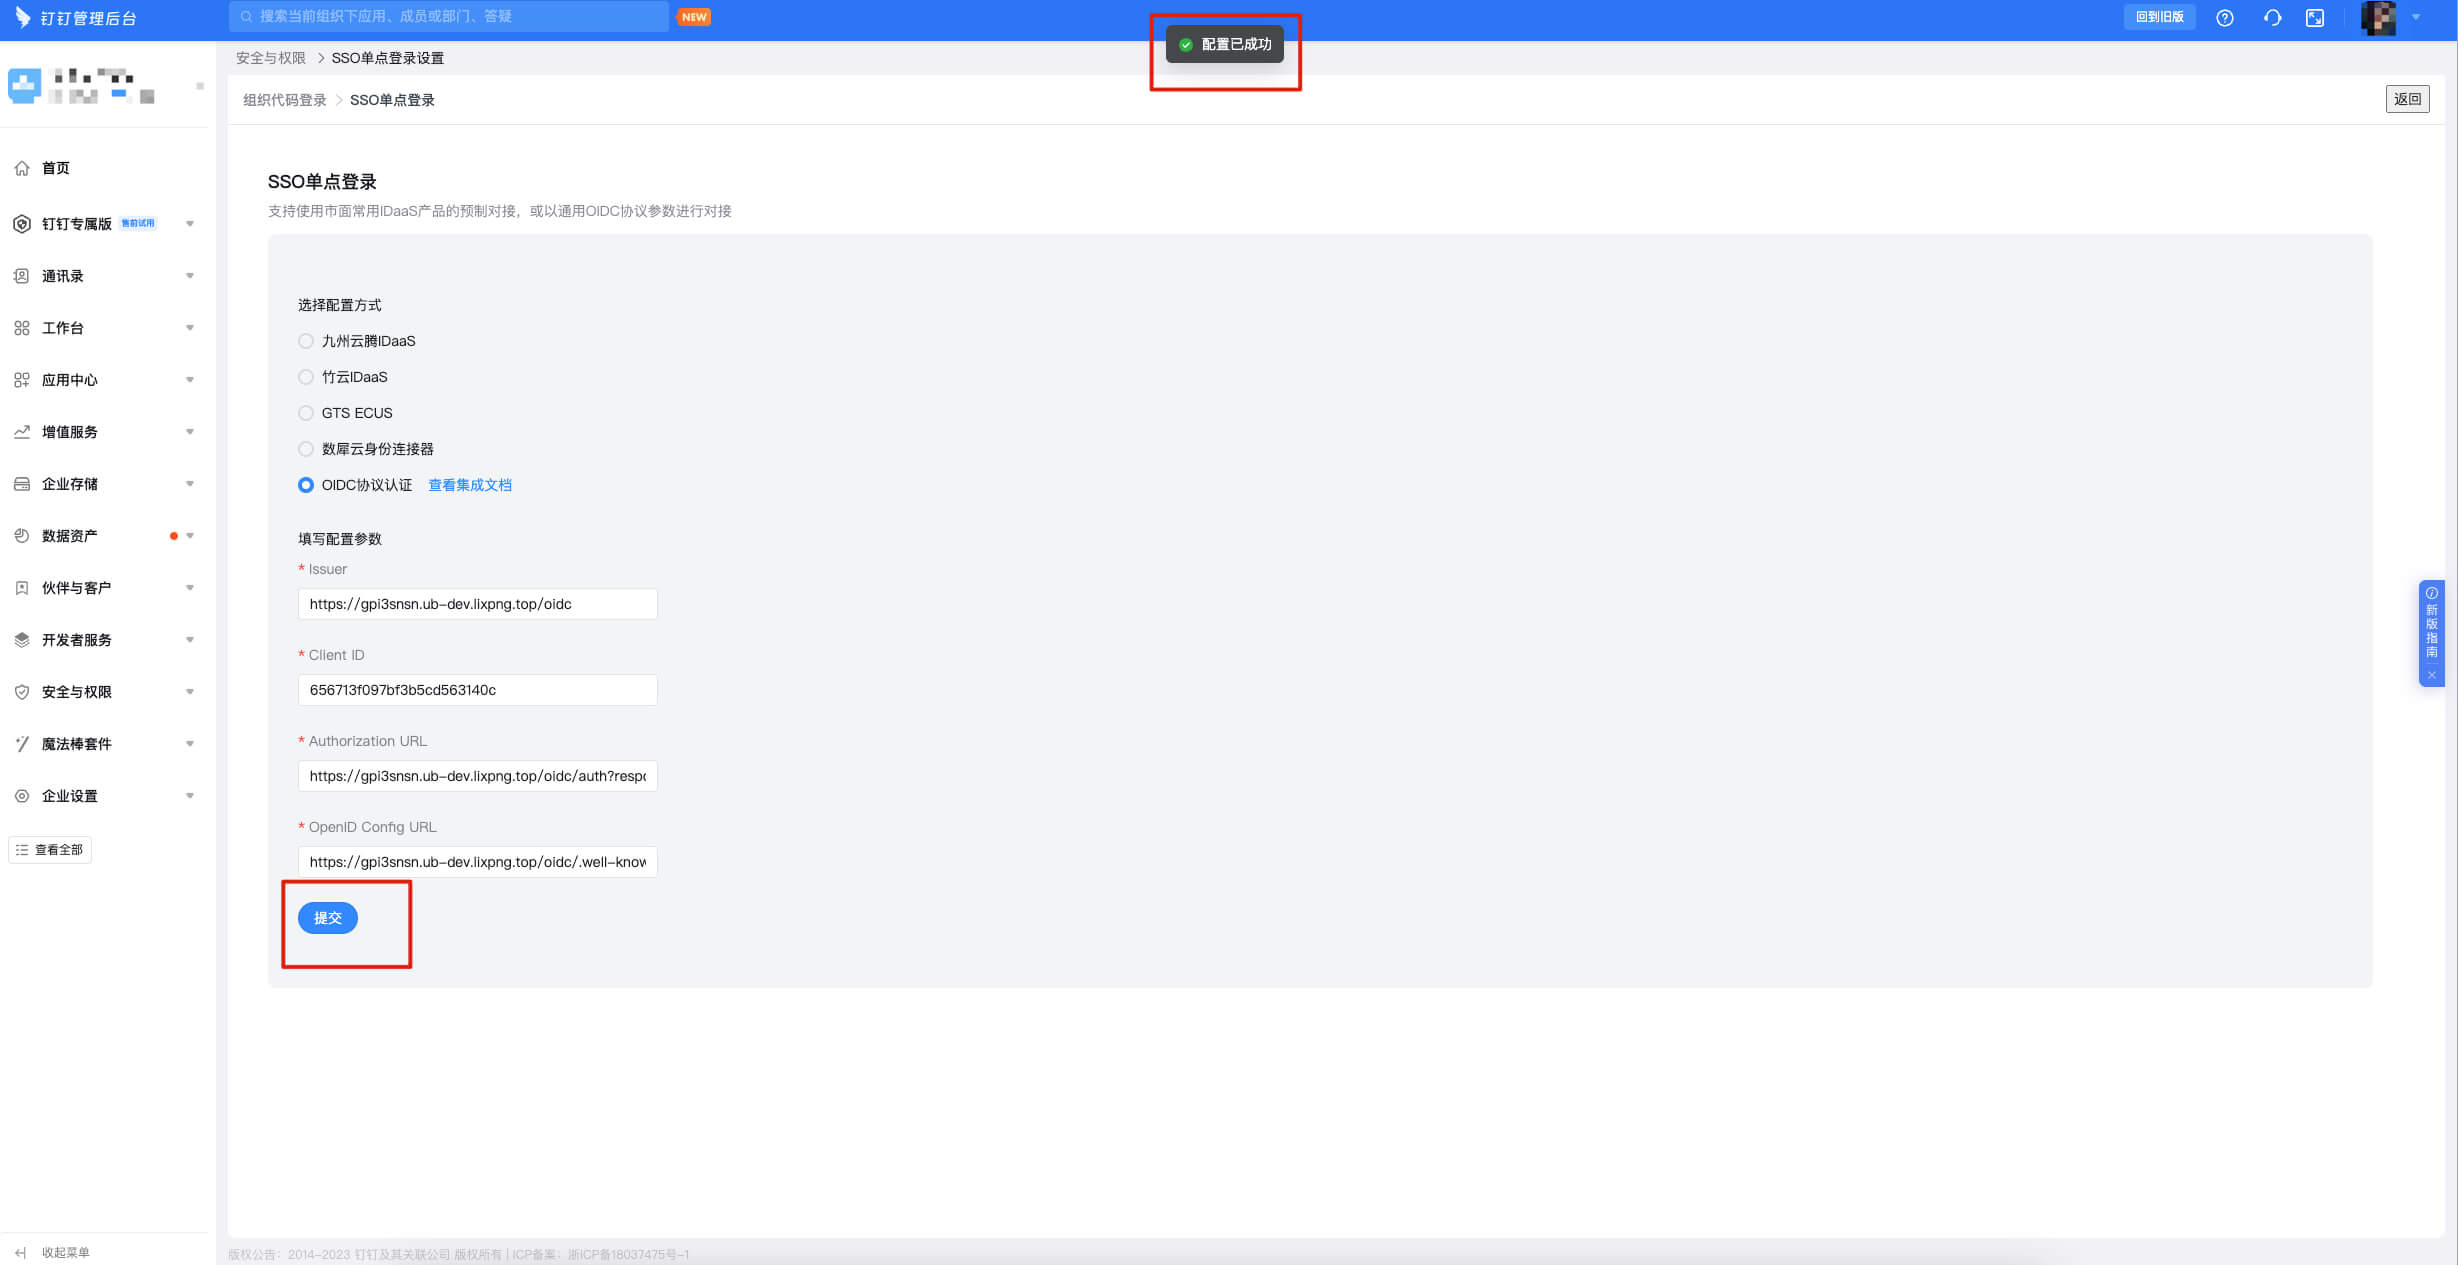 钉钉管理后台
搜索当前组织下应用、成员或部门、答疑
NEW
配置已成功
回到旧版
安全与权限 > SSO单点登录设置
组织代码登录 > SSO单点登录
返回
首页
钉钉专属版 售前试用
通讯录
工作台
应用中心
增值服务
企业存储
数据资产
伙伴与客户
开发者服务
安全与权限
魔法棒套件
企业设置
查看全部
收起菜单
SSO单点登录
支持使用市面常用IDaaS产品的预制对接，或以通用OIDC协议参数进行对接
选择配置方式
九州云腾IDaaS
竹云IDaaS
GTS ECUS
数犀云身份连接器
OIDC协议认证 查看集成文档
填写配置参数
* Issuer
https://gpi3snsn.ub-dev.lixpng.top/oidc
* Client ID
656713f097bf3b5cd563140c
* Authorization URL
https://gpi3snsn.ub-dev.lixpng.top/oidc/auth?respo
* OpenID Config URL
https://gpi3snsn.ub-dev.lixpng.top/oidc/.well-know
提交
新版指南
版权公告：2014-2023 钉钉及其关联公司 版权所有 | ICP备案：浙ICP备18037475号-1